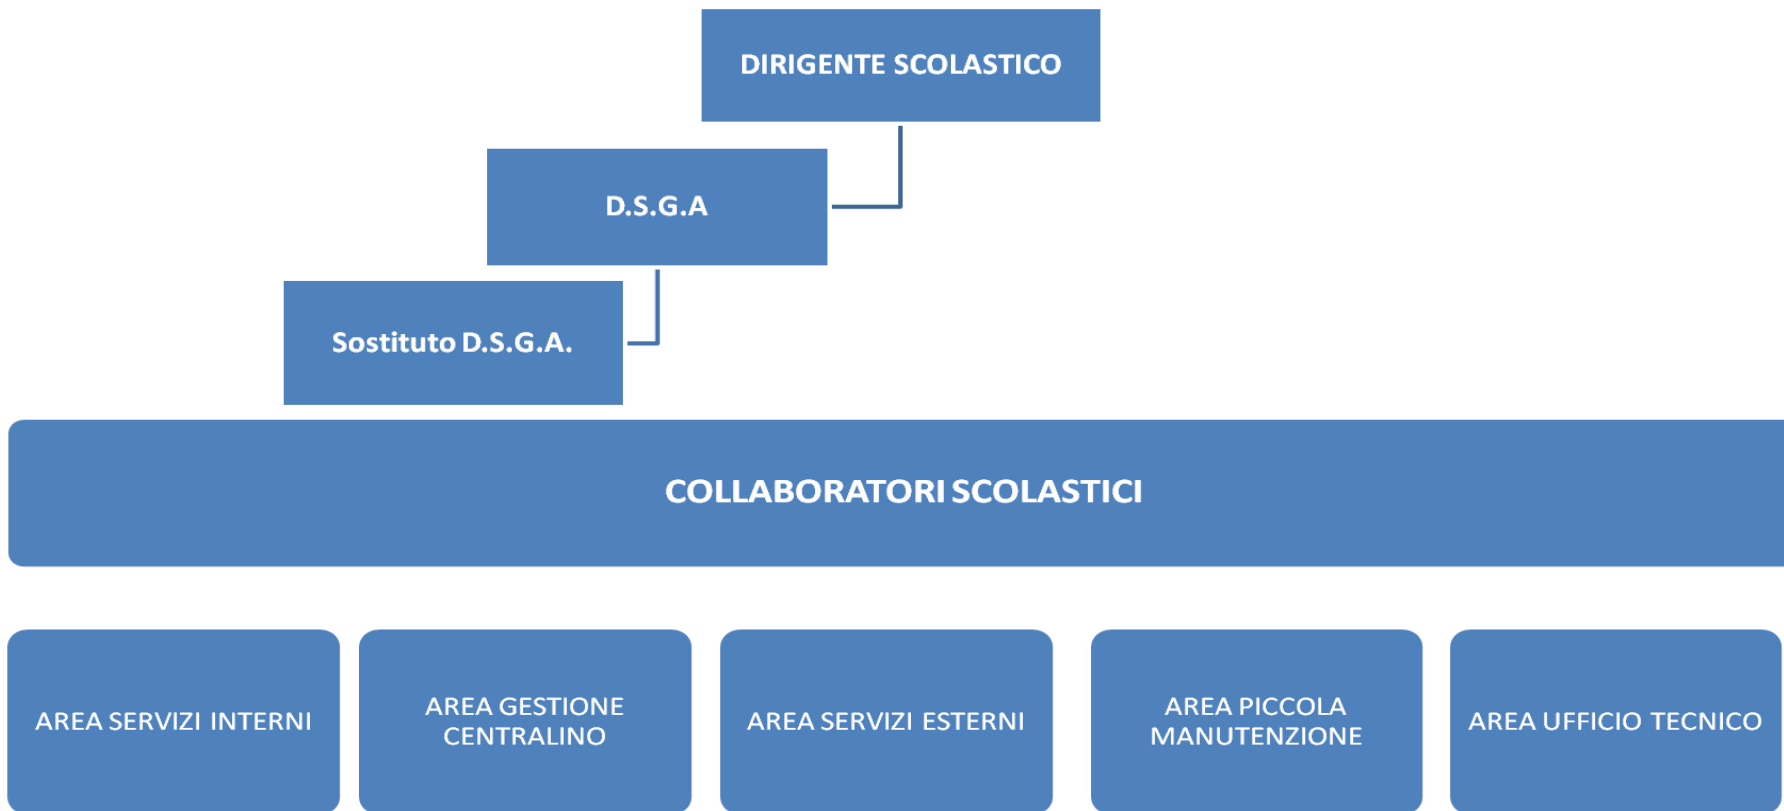 DIRIGENTE SCOLASTICO
D.S.G.A
Sostituto D.S.G.A.
COLLABORATORI SCOLASTICI
AREA SERVIZI INTERNI
AREA GESTIONE
CENTRALINO
AREA SERVIZI ESTERNI
AREA PICCOLA
MANUTENZIONE
AREA UFFICIO TECNICO